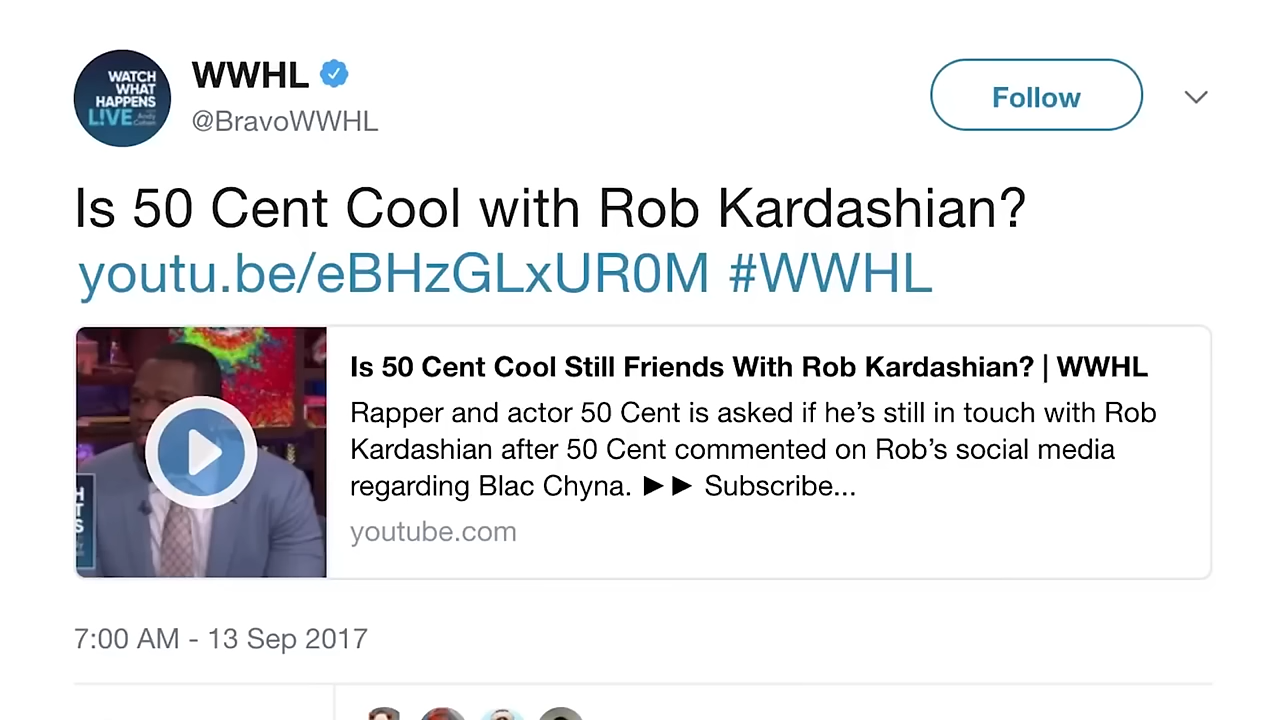 WATCH
WHAT
HAPPENS
L!VE Andy Cohen
WWHL
@BravoWWHL
Follow
Is 50 Cent Cool with Rob Kardashian?
youtu.be/eBHzGLxUR0M #WWHL
Is 50 Cent Cool Still Friends With Rob Kardashian? | WWHL
Rapper and actor 50 Cent is asked if he’s still in touch with Rob
Kardashian after 50 Cent commented on Rob’s social media
regarding Blac Chyna. ►► Subscribe...
youtube.com
H
T
S
7:00 AM - 13 Sep 2017